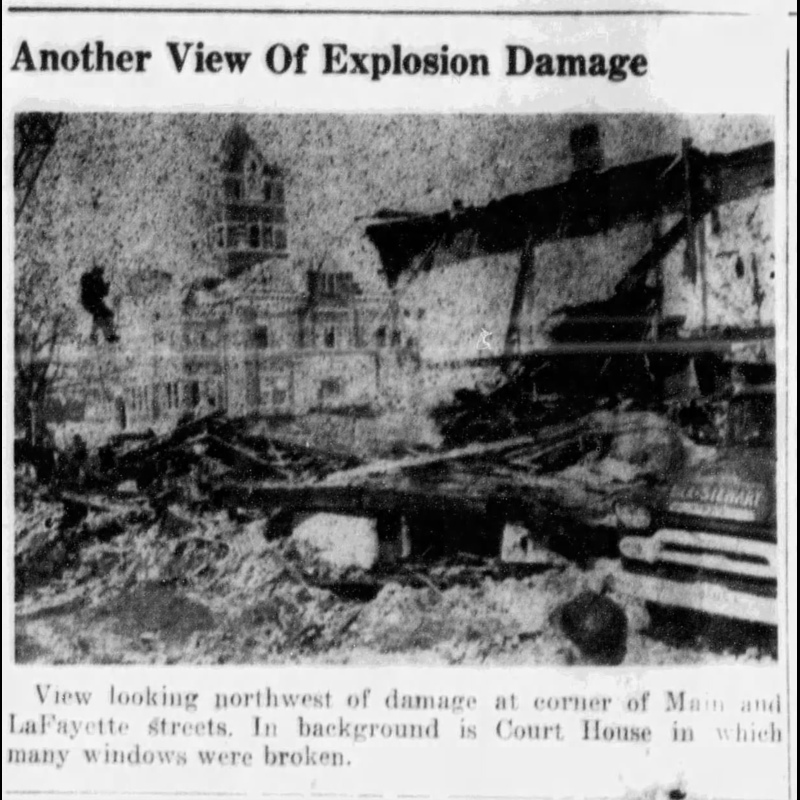 Another View Of Explosion Damage
STEWART
View looking northwest of damage at corner of Main and
LaFayette streets. In background is Court House in which
many windows were broken.